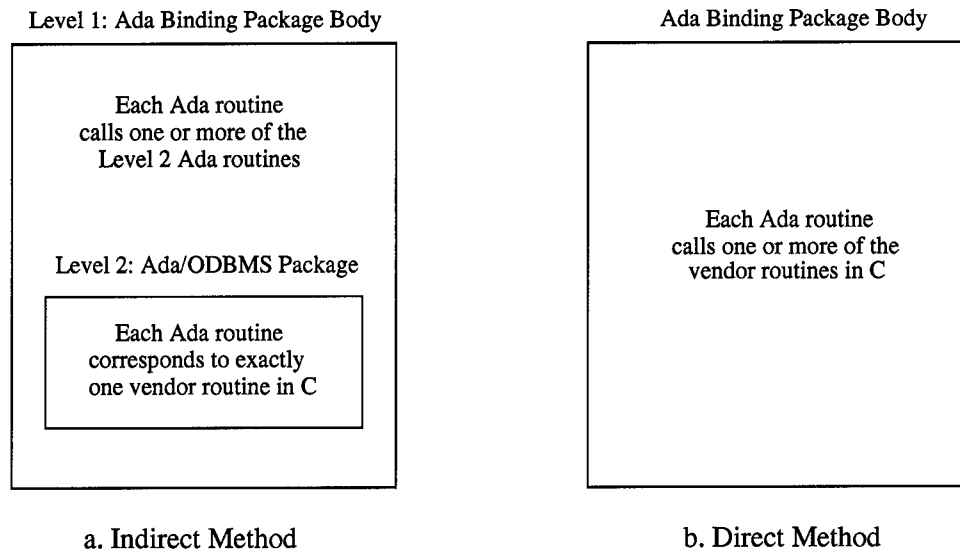 Level 1: Ada Binding Package Body
Each Ada routine
calls one or more of the
Level 2 Ada routines
Level 2: Ada/ODBMS Package
Each Ada routine
corresponds to exactly
one vendor routine in C
a. Indirect Method
Ada Binding Package Body
Each Ada routine
calls one or more of the
vendor routines in C
b. Direct Method